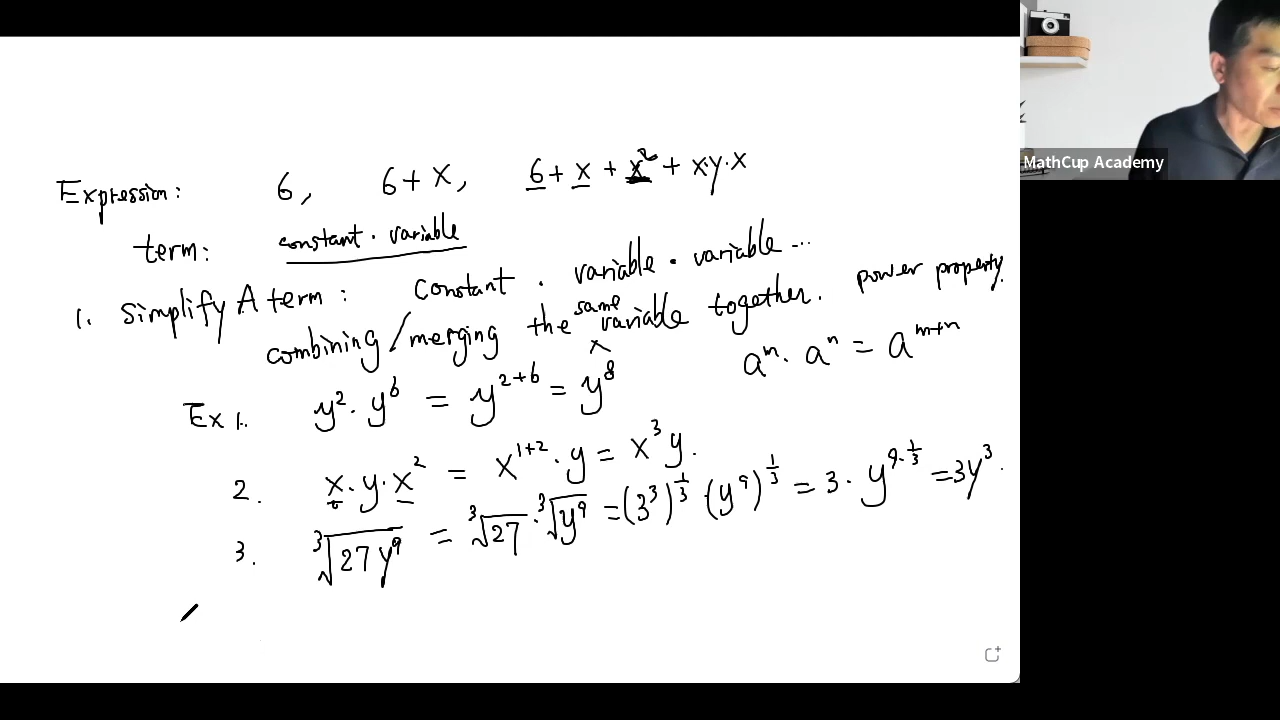 Expression: 6, 6 + x, 6 + x + x² + x·y·x
term: constant · variable
1. Simplify A term: constant · variable · variable ...
combining / merging the same variable together. power property.
x
aᵐ · aⁿ = aᵐ⁺ⁿ
Ex 1. y² · y⁶ = y²⁺⁶ = y⁸
2. x · y · x² = x¹⁺² · y = x³y.
3. ∛(27y⁹) = ∛27 · ∛(y⁹) = (3³)^(1/3) (y⁹)^(1/3) = 3 · y^(9·1/3) = 3y³.
MathCup Academy